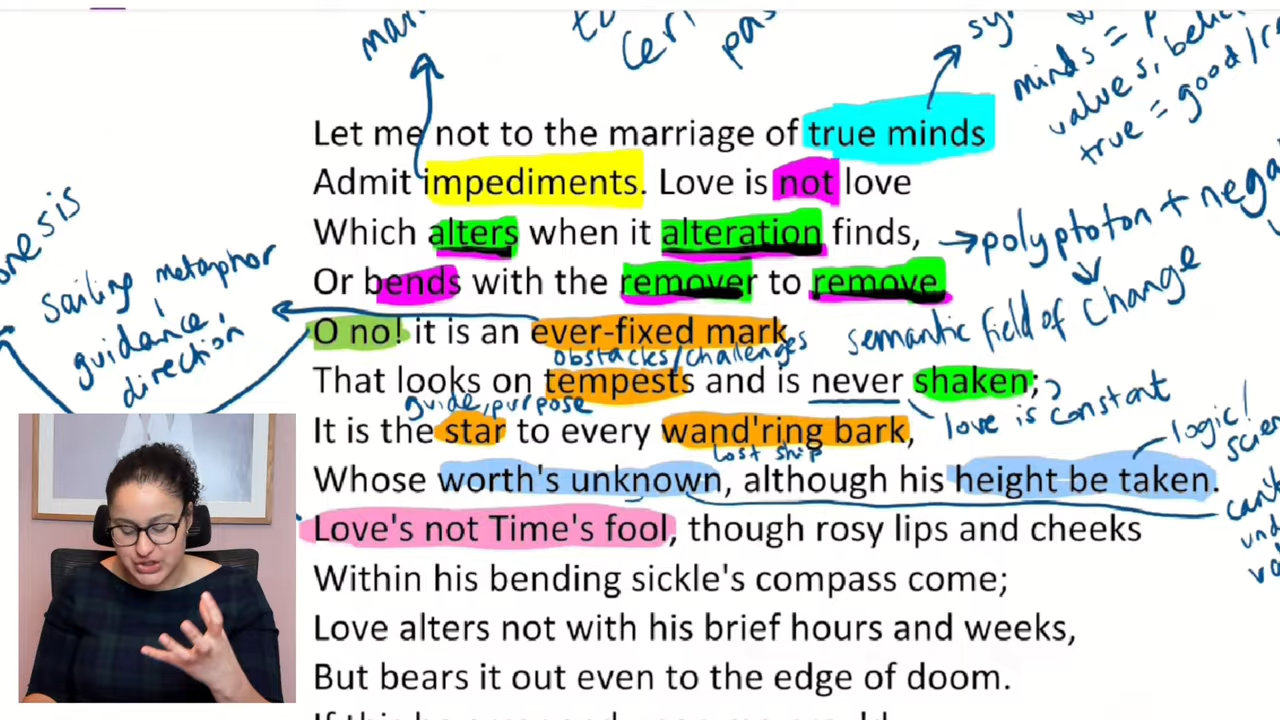 to
pas
minds =
values,
true = good/
Let me not to the marriage of true minds
Admit impediments. Love is not love
Which alters when it alteration finds,
→polyptoton +
Or bends with the remover to remove
semantic field of change
sailing metaphor
guidance,
direction
O no! it is an ever-fixed mark
obstacles/challenges
That looks on tempests and is never shaken;
love is constant
guide, purpose
It is the star to every wand'ring bark,
lost ship
logic/
Whose worth's unknown, although his height be taken.
Love's not Time's fool, though rosy lips and cheeks
Within his bending sickle's compass come;
Love alters not with his brief hours and weeks,
But bears it out even to the edge of doom.